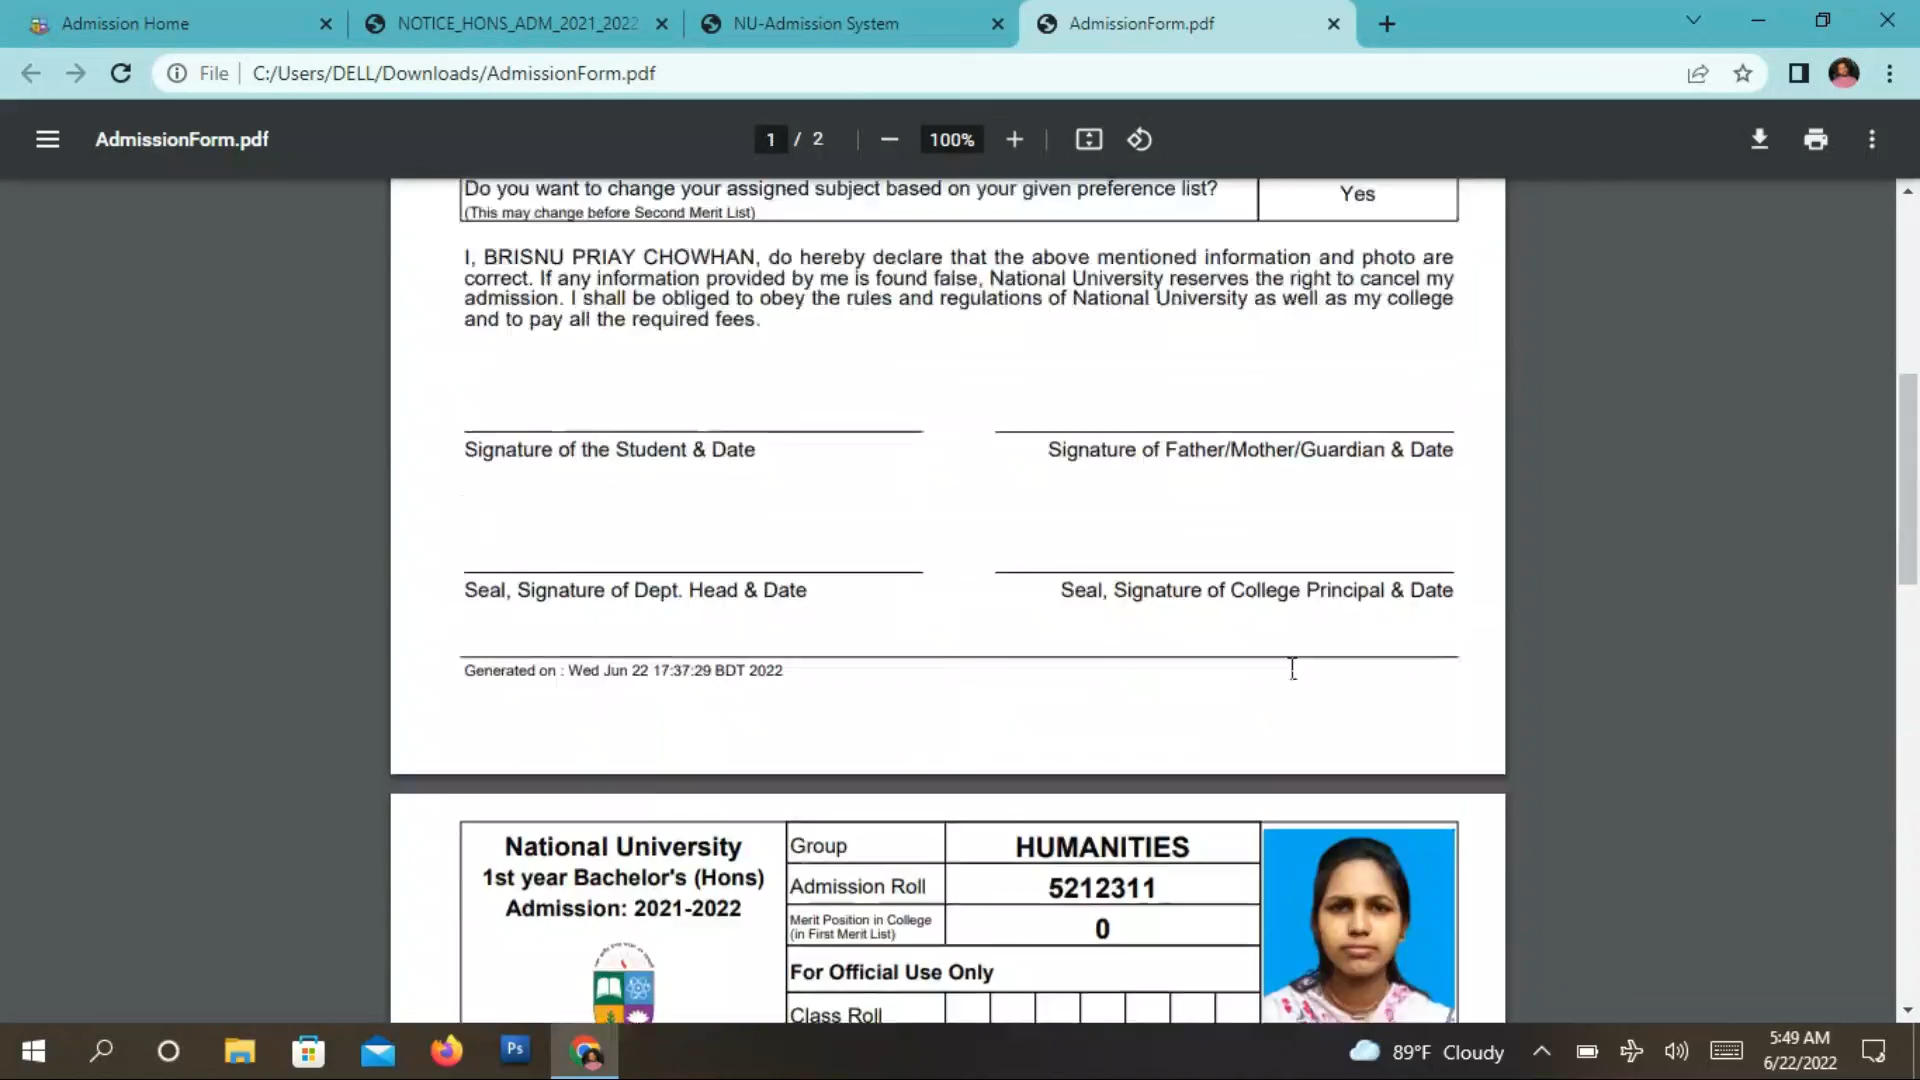 Admission Home
NOTICE_HONS_ADM_2021_2022
NU-Admission System
AdmissionForm.pdf
File
C:/Users/DELL/Downloads/AdmissionForm.pdf
AdmissionForm.pdf
1 / 2
100%
Do you want to change your assigned subject based on your given preference list?
(This may change before Second Merit List)
Yes
I, BRISNU PRIAY CHOWHAN, do hereby declare that the above mentioned information and photo are
correct. If any information provided by me is found false, National University reserves the right to cancel my
admission. I shall be obliged to obey the rules and regulations of National University as well as my college
and to pay all the required fees.
Signature of the Student & Date
Signature of Father/Mother/Guardian & Date
Seal, Signature of Dept. Head & Date
Seal, Signature of College Principal & Date
Generated on : Wed Jun 22 17:37:29 BDT 2022
National University
1st year Bachelor's (Hons)
Admission: 2021-2022
Group
HUMANITIES
Admission Roll
5212311
Merit Position in College
(in First Merit List)
0
For Official Use Only
Class Roll
Ps
89°F Cloudy
5:49 AM
6/22/2022